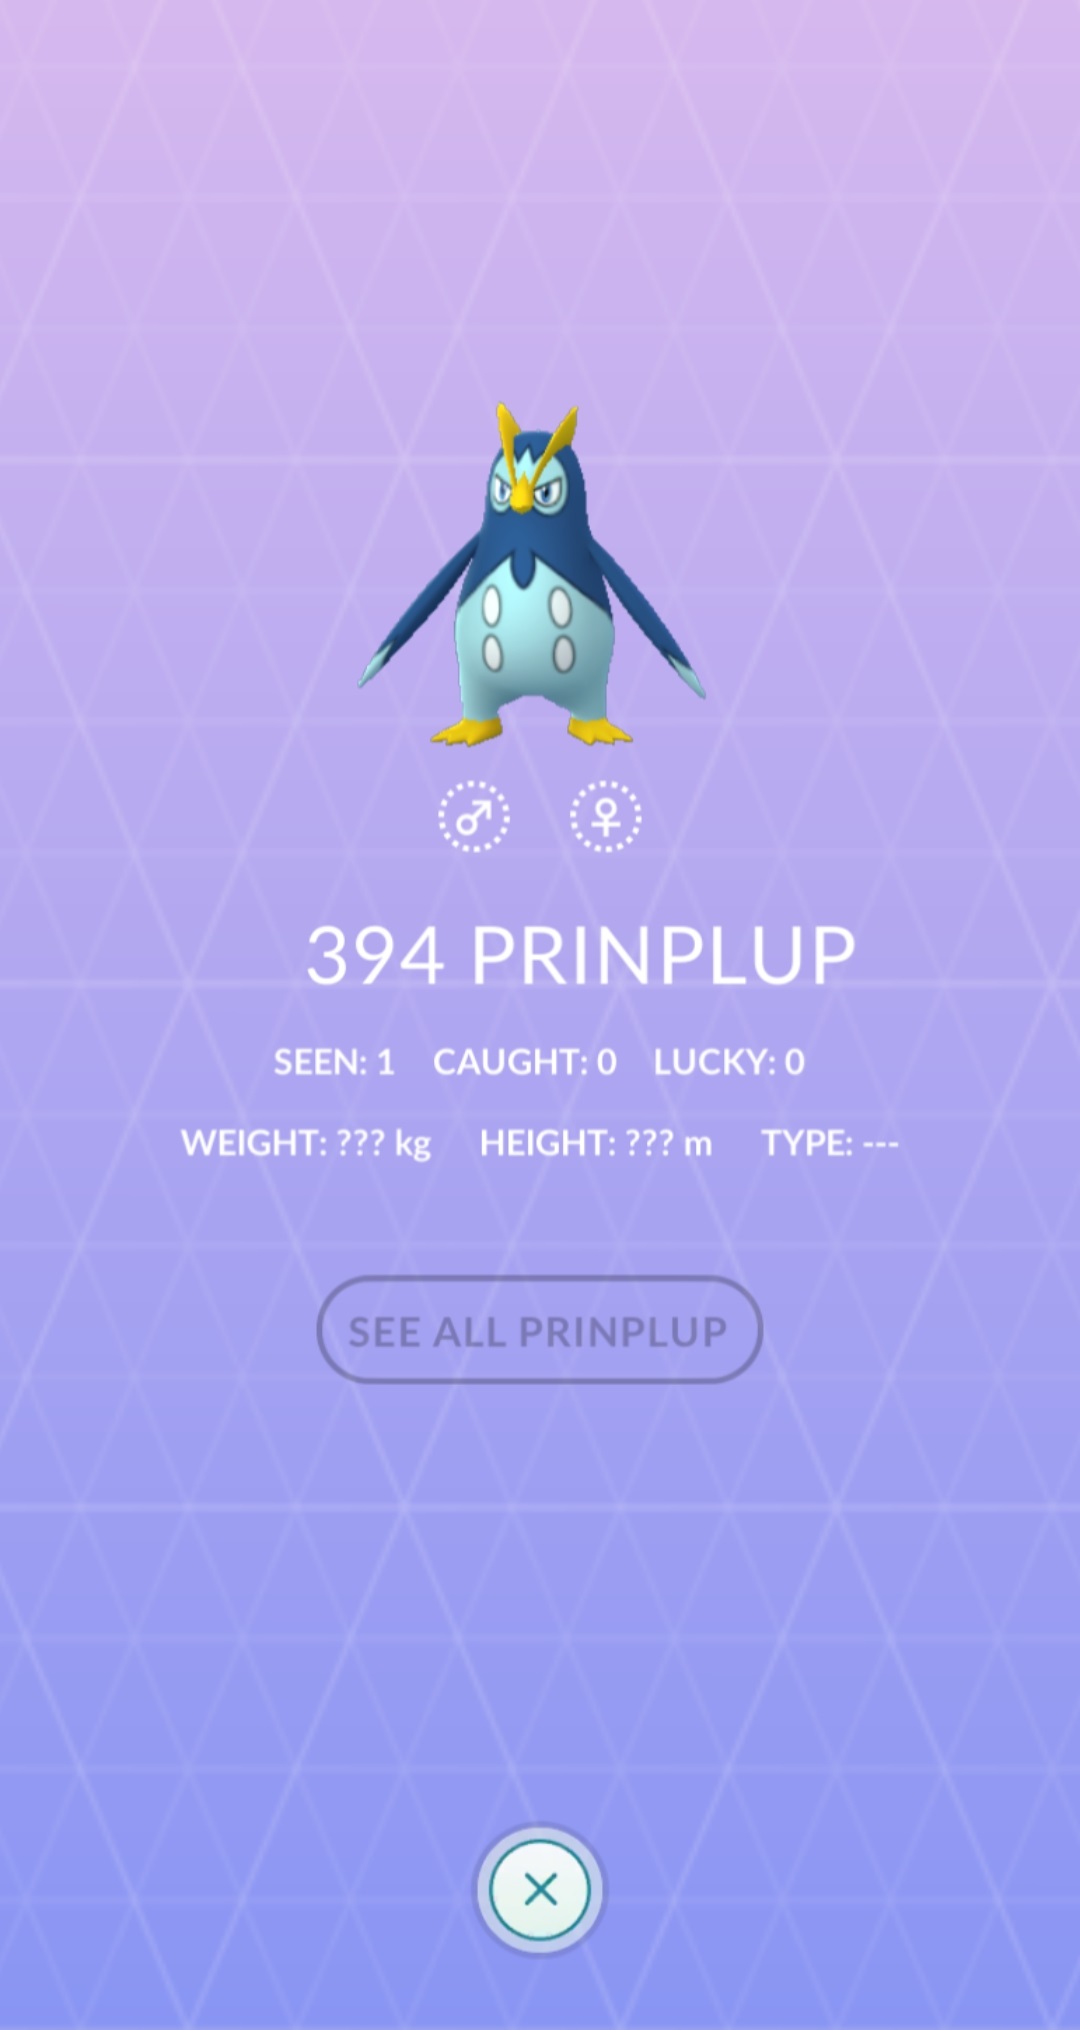 394 PRINPLUP
SEEN: 1 CAUGHT: 0 LUCKY: 0
WEIGHT: ??? kg HEIGHT: ??? m TYPE: ---
SEE ALL PRINPLUP